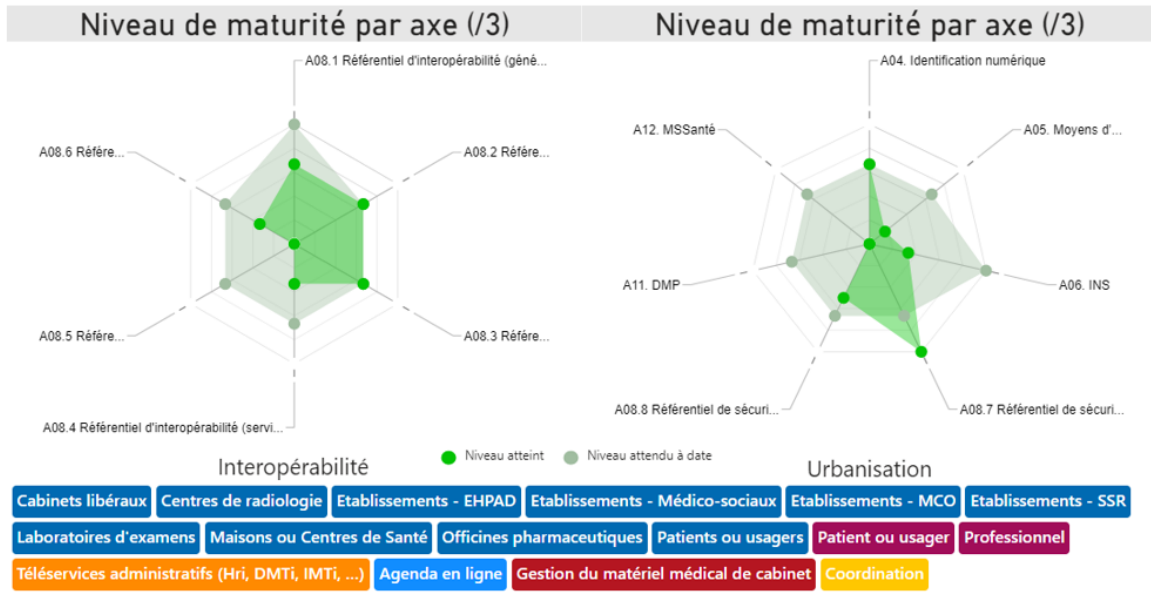 Niveau de maturité par axe (/3)
Niveau de maturité par axe (/3)
A08.1 Référentiel d'interopérabilité (géné...
A08.6 Référe...
A08.2 Référe...
A08.5 Référe...
A08.3 Référe...
A08.4 Référentiel d'interopérabilité (servi...
A04. Identification numérique
A12. MSSanté
A05. Moyens d'...
A11. DMP
A06. INS
A08.8 Référentiel de sécuri...
A08.7 Référentiel de sécuri...
Niveau atteint
Niveau attendu à date
Interopérabilité
Urbanisation
Cabinets libéraux
Centres de radiologie
Etablissements - EHPAD
Etablissements - Médico-sociaux
Etablissements - MCO
Etablissements - SSR
Laboratoires d'examens
Maisons ou Centres de Santé
Officines pharmaceutiques
Patients ou usagers
Patient ou usager
Professionnel
Téléservices administratifs (Hri, DMTi, IMTi, ...)
Agenda en ligne
Gestion du matériel médical de cabinet
Coordination